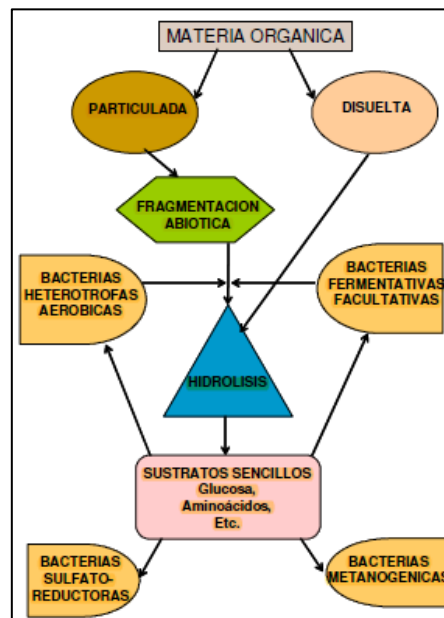 MATERIA ORGANICA
PARTICULADA
DISUELTA
FRAGMENTACION
ABIOTICA
BACTERIAS
HETEROTROFAS
AEROBICAS
BACTERIAS
FERMENTATIVAS
FACULTATIVAS
HIDROLISIS
SUSTRATOS SENCILLOS
Glucosa,
Aminoácidos,
Etc.
BACTERIAS
SULFATO-
REDUCTORAS
BACTERIAS
METANOGENICAS